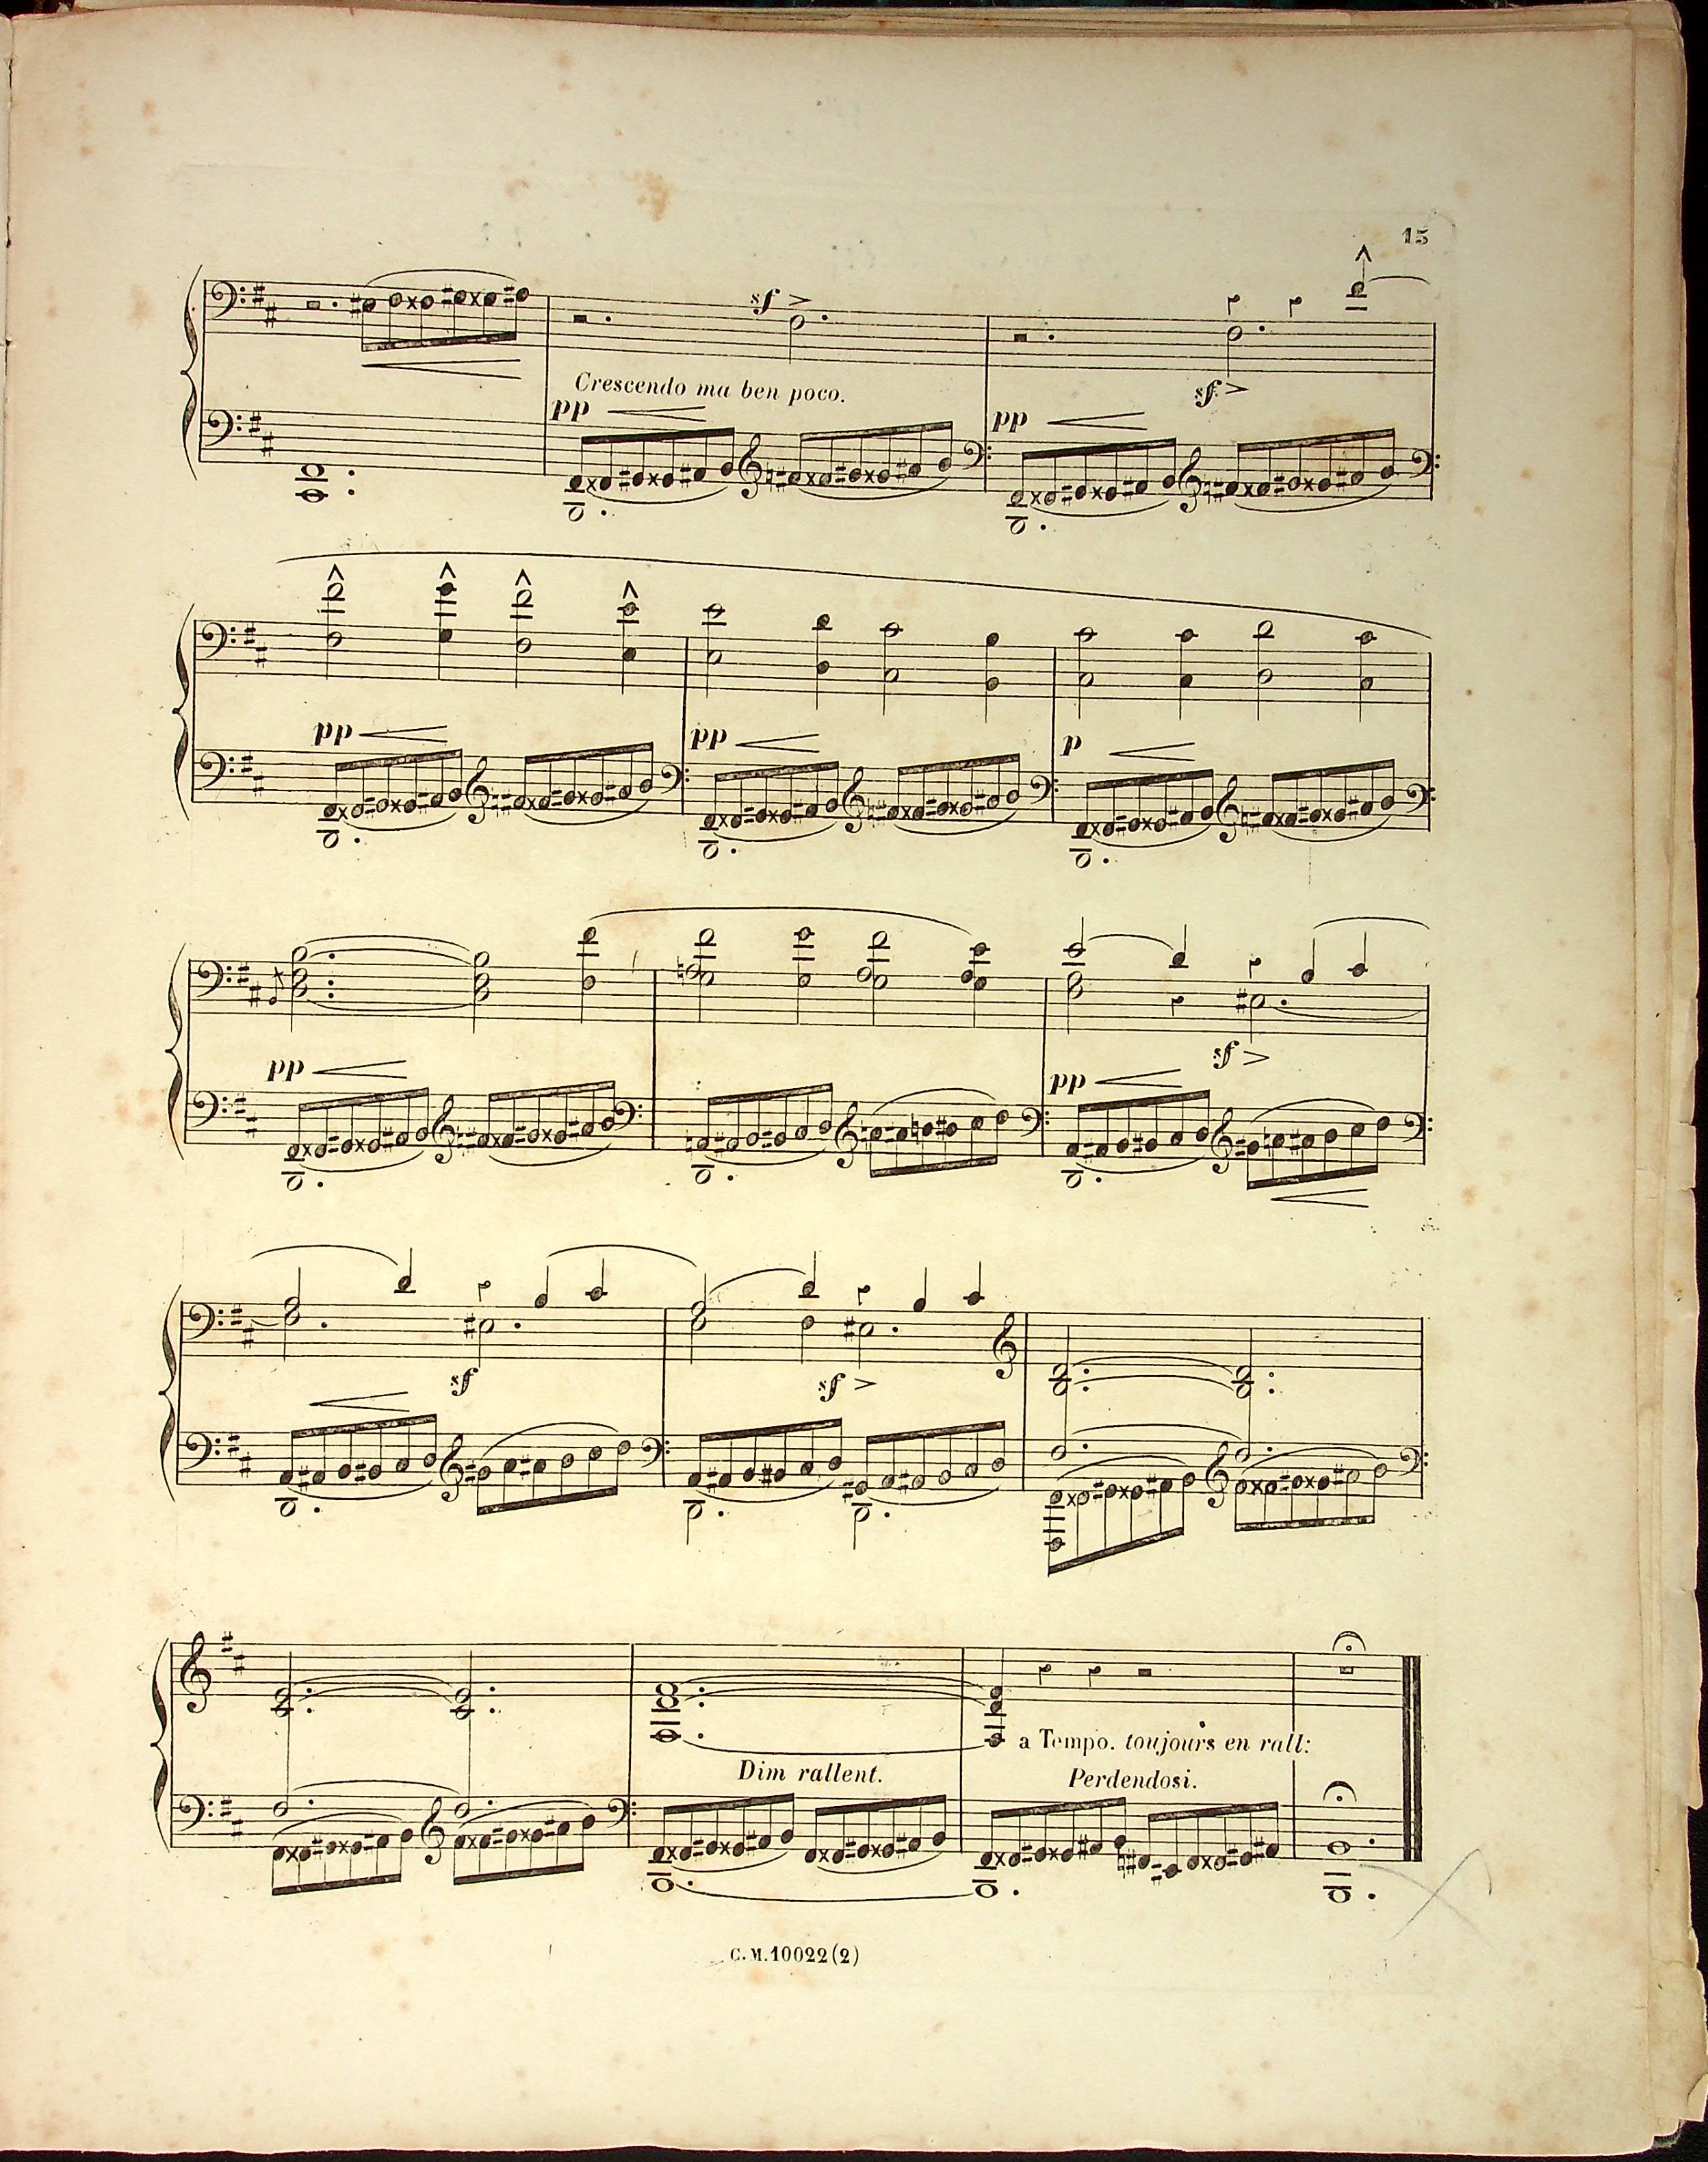 15
sf
Crescendo ma ben poco.
pp
pp
sf
pp
pp
p
pp
pp
sf
sf
sf
a Tempo. toujours en rall:
Dim rallent.
Perdendosi.
C.M.10022(2)